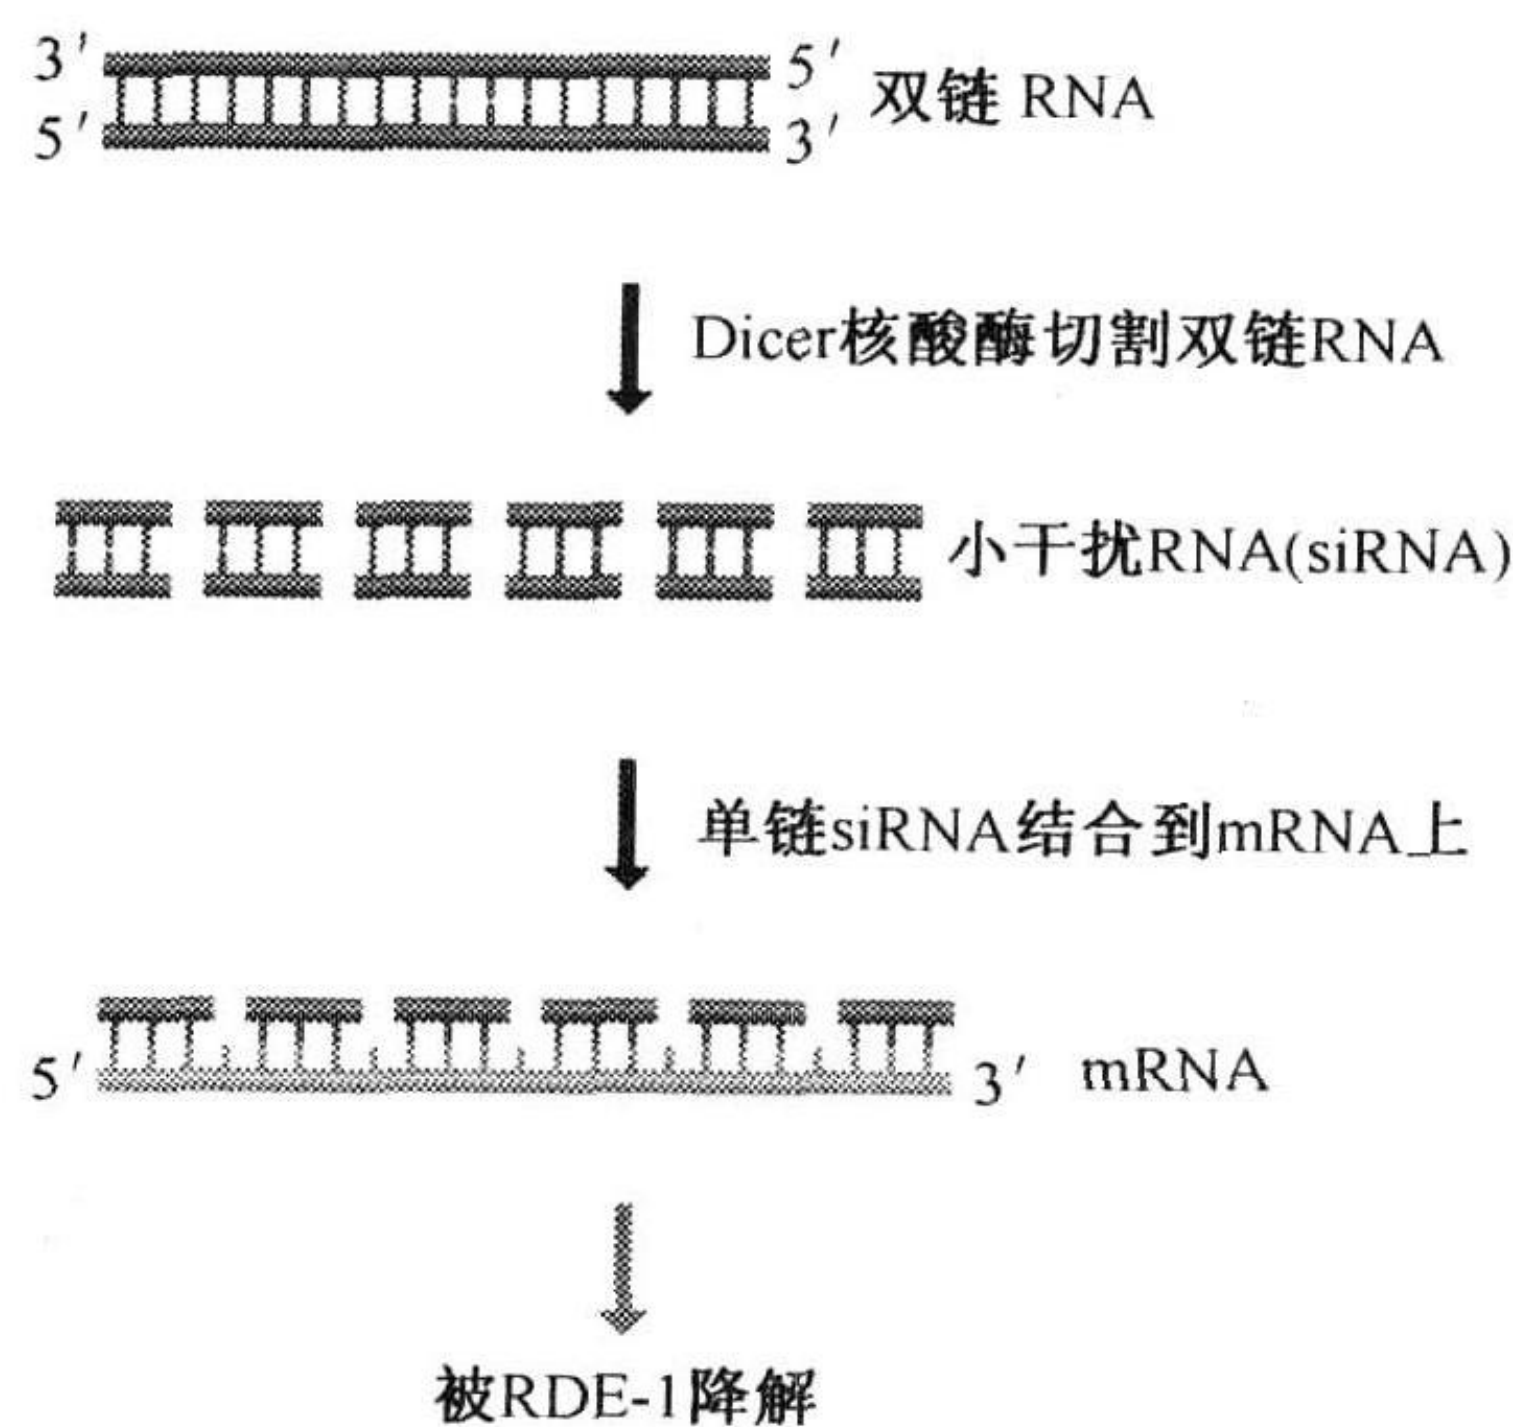 3′ 5′
双链 RNA
5′ 3′
Dicer核酸酶切割双链RNA
小干扰RNA(siRNA)
单链siRNA结合到mRNA上
5′ 3′ mRNA
被RDE-1降解